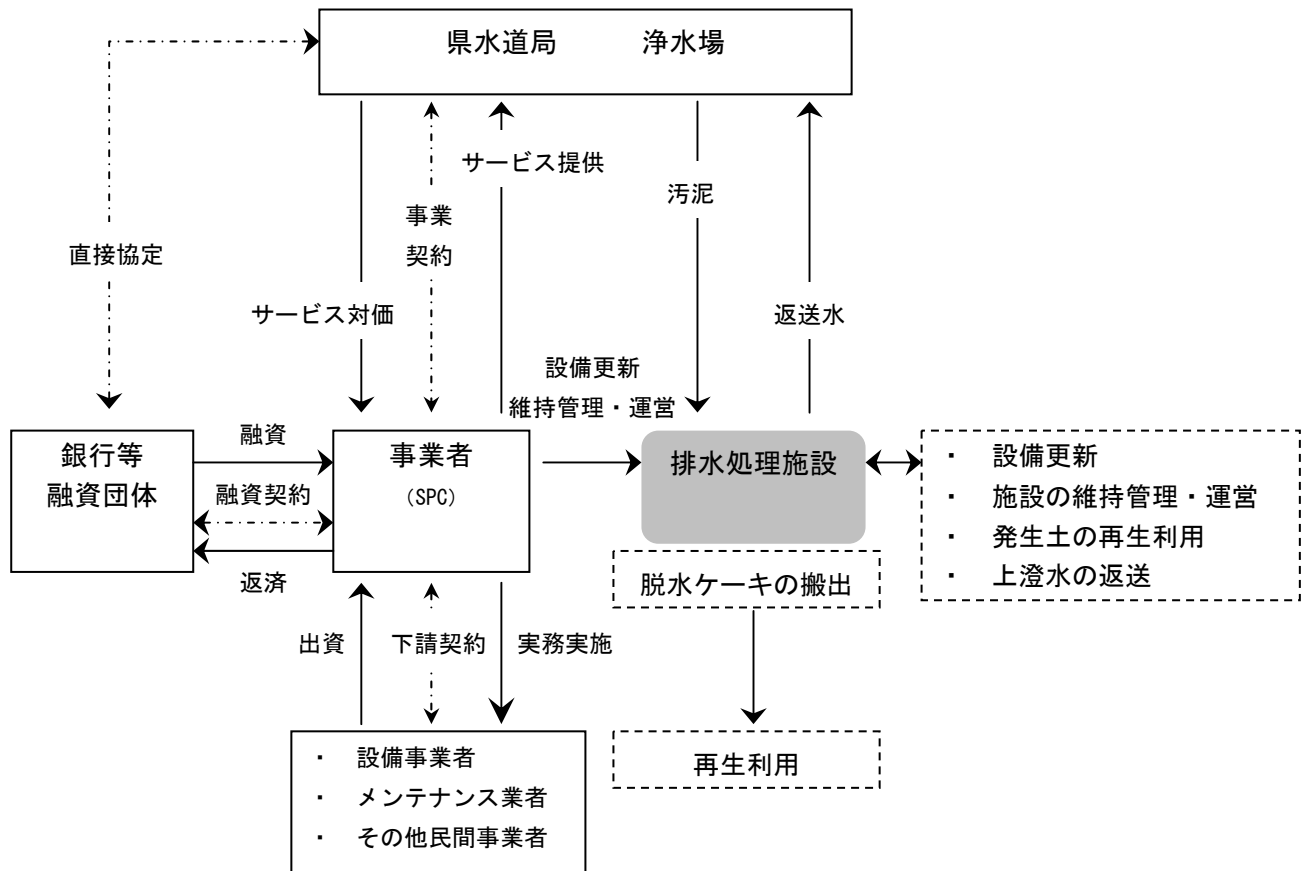 県水道局　　　浄水場
サービス提供
汚泥
事業
契約
直接協定
サービス対価
返送水
設備更新
維持管理・運営
銀行等
融資団体
融資
融資契約
返済
事業者
（SPC）
排水処理施設
・　設備更新
・　施設の維持管理・運営
・　発生土の再生利用
・　上澄水の返送
脱水ケーキの搬出
出資
下請契約
実務実施
・　設備事業者
・　メンテナンス業者
・　その他民間事業者
再生利用